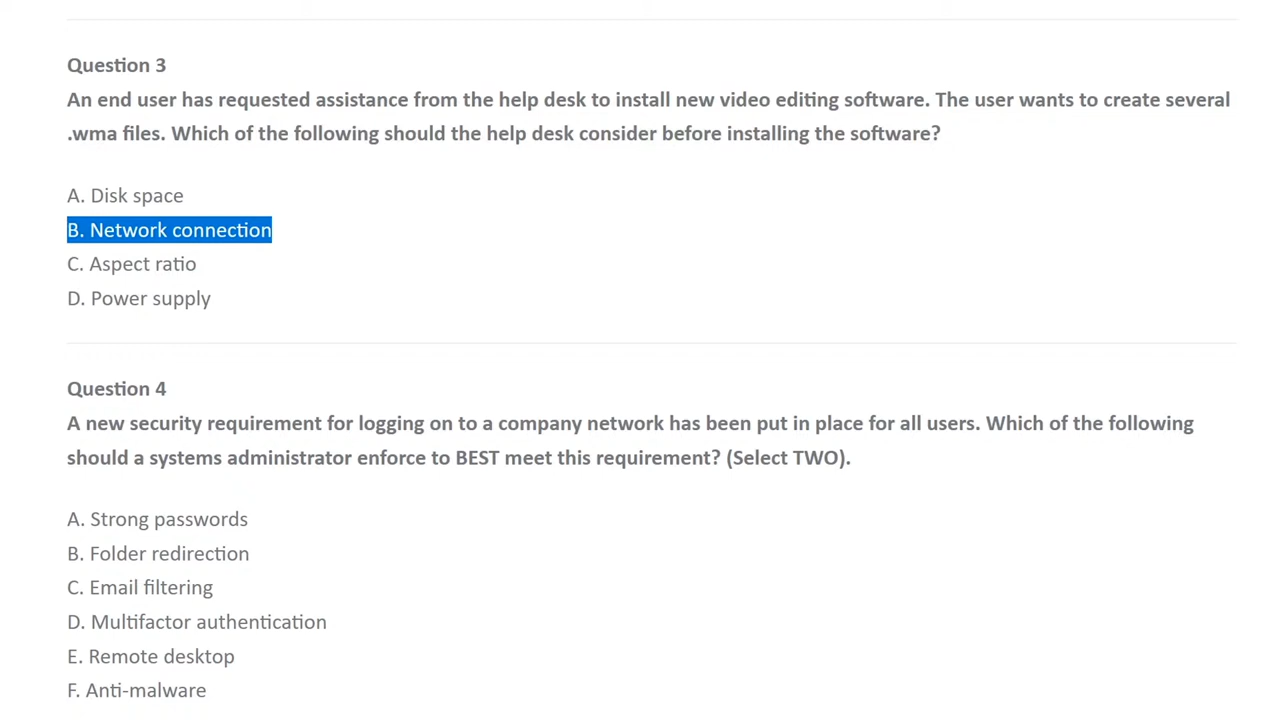 Question 3
An end user has requested assistance from the help desk to install new video editing software. The user wants to create several
.wma files. Which of the following should the help desk consider before installing the software?
A. Disk space
B. Network connection
C. Aspect ratio
D. Power supply
Question 4
A new security requirement for logging on to a company network has been put in place for all users. Which of the following
should a systems administrator enforce to BEST meet this requirement? (Select TWO).
A. Strong passwords
B. Folder redirection
C. Email filtering
D. Multifactor authentication
E. Remote desktop
F. Anti-malware